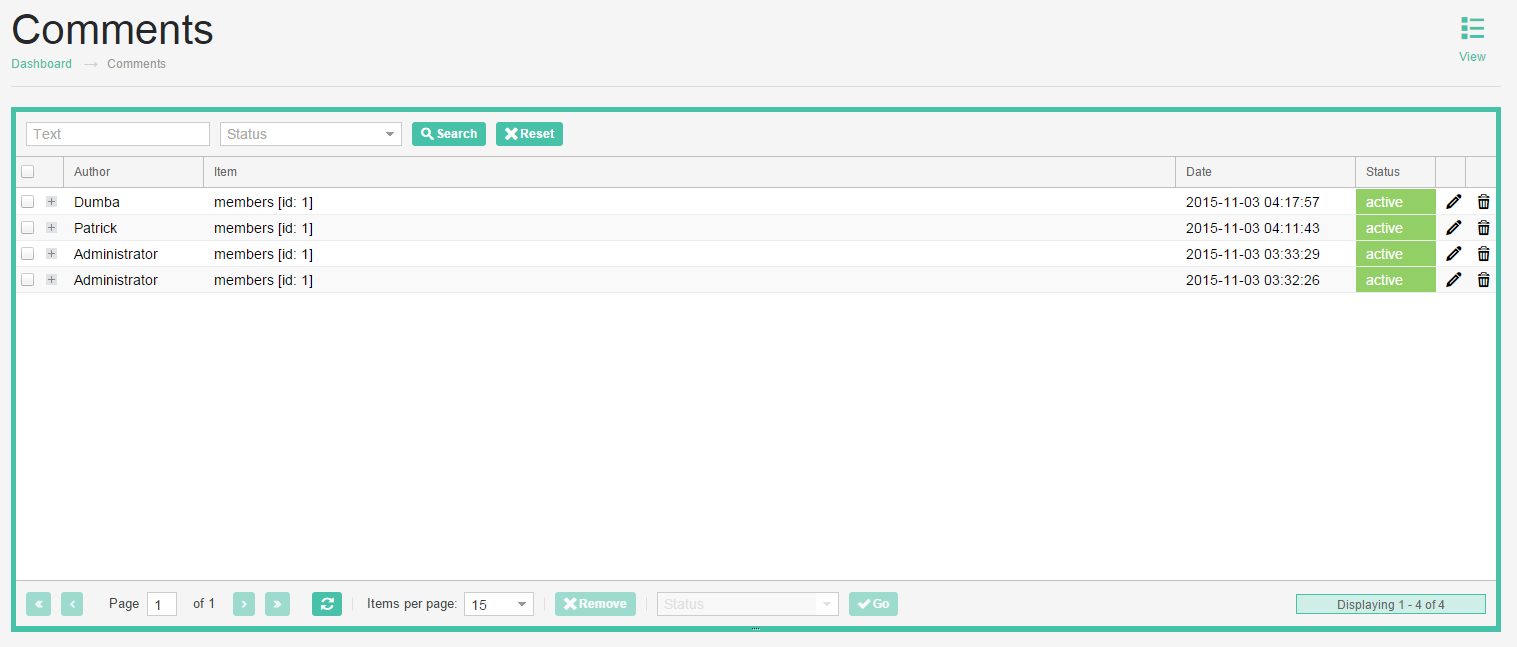 Comments
View
Dashboard → Comments
Text Status Search Reset
Author Item Date Status
Dumba members [id: 1] 2015-11-03 04:17:57 active
Patrick members [id: 1] 2015-11-03 04:11:43 active
Administrator members [id: 1] 2015-11-03 03:33:29 active
Administrator members [id: 1] 2015-11-03 03:32:26 active
« ‹ Page 1 of 1 › » Items per page: 15 Remove Status Go Displaying 1 - 4 of 4